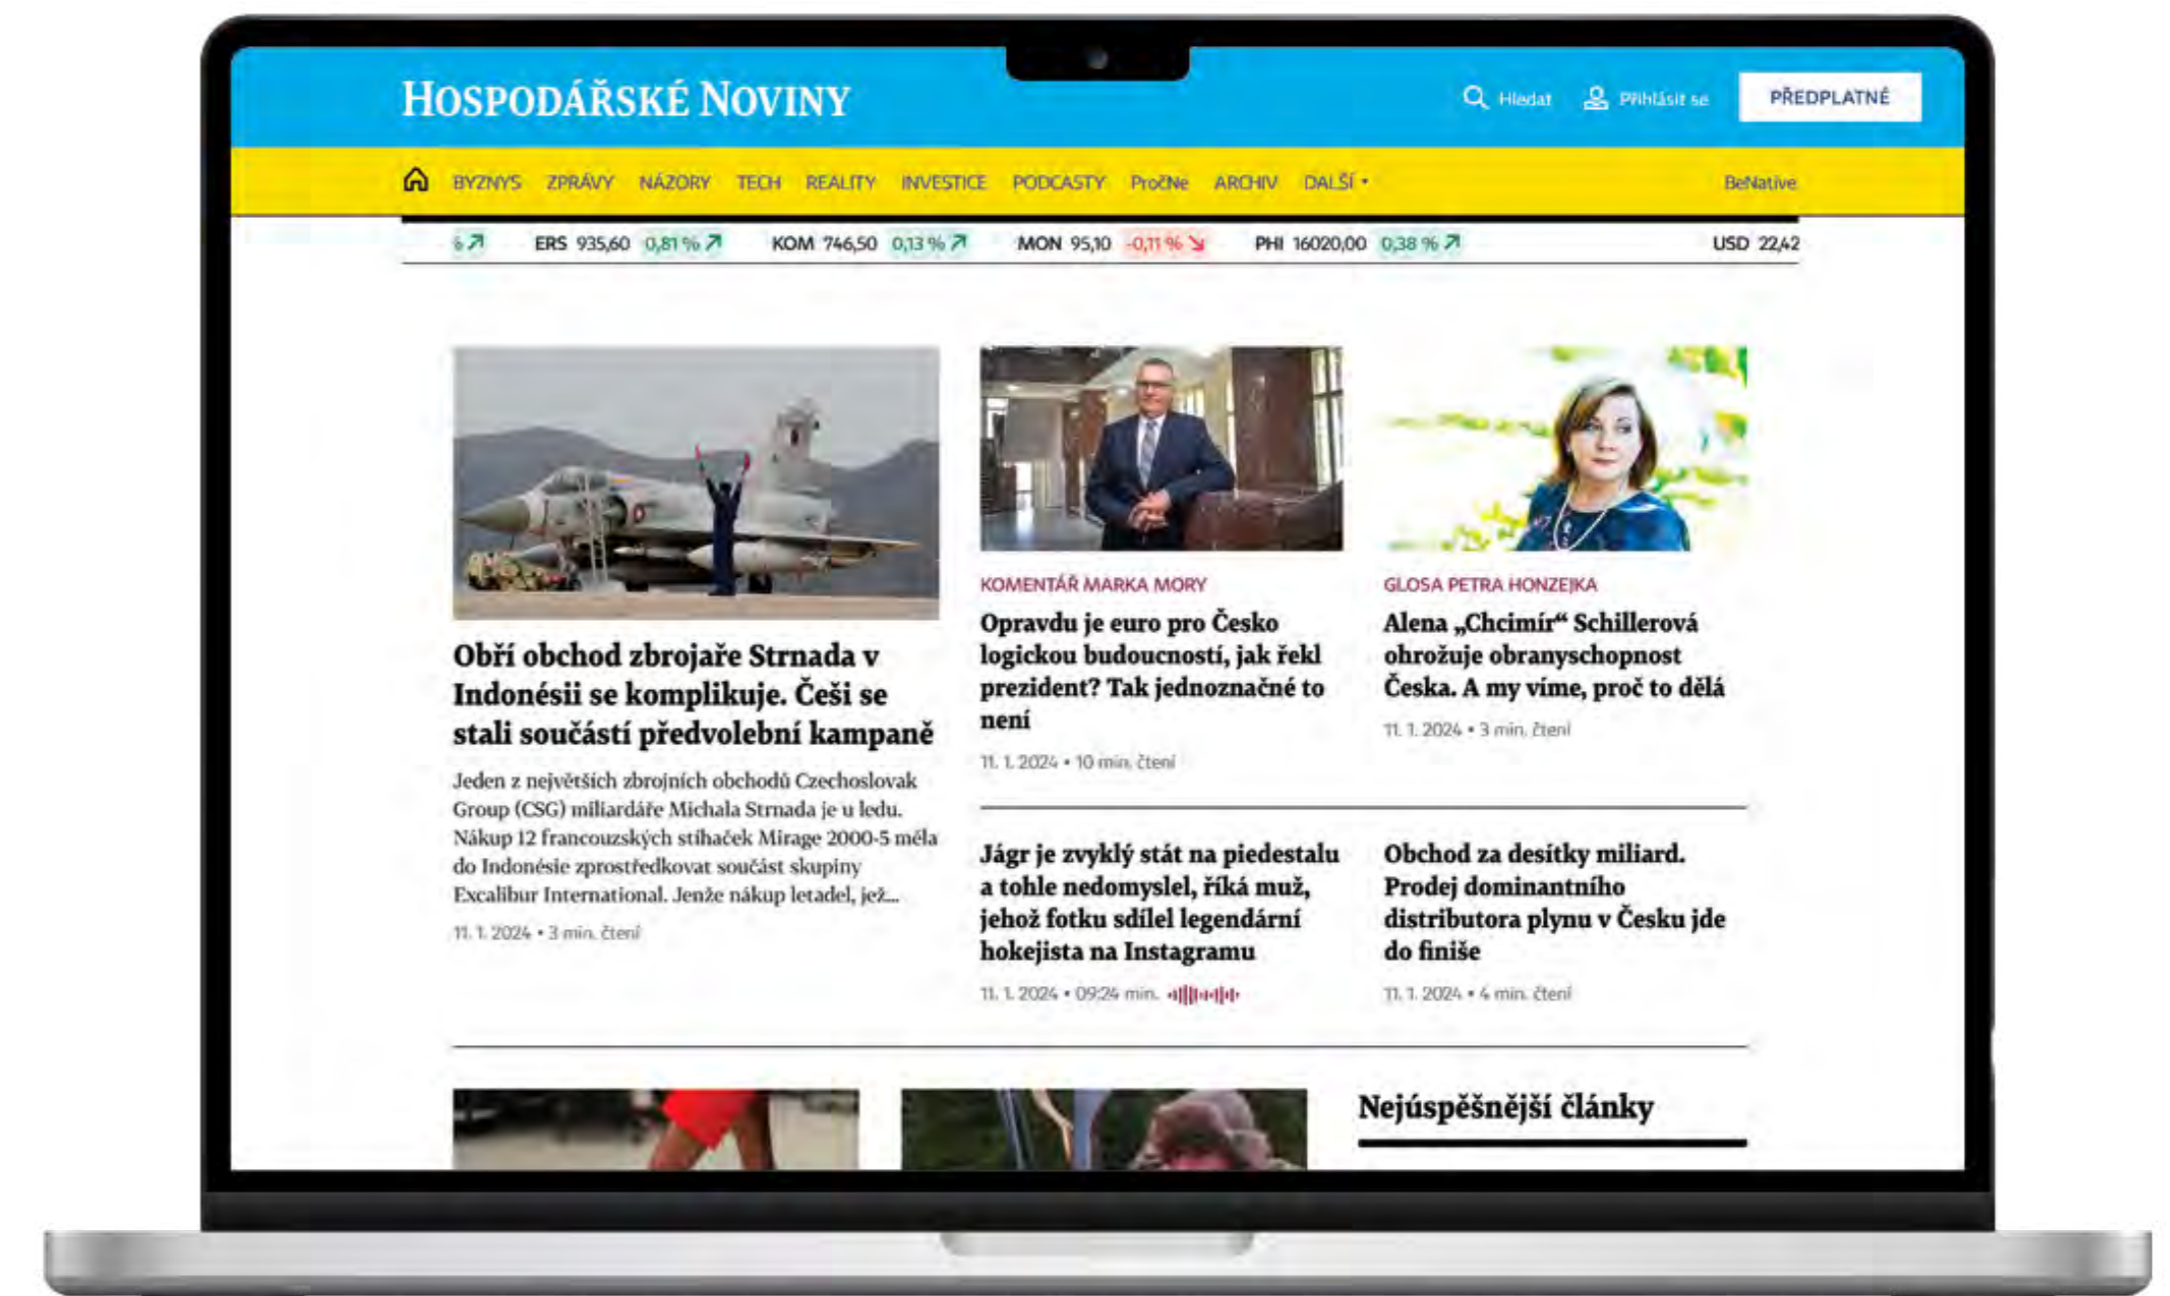 HOSPODÁŘSKÉ NOVINY
Hledat
Přihlásit se
PŘEDPLATNÉ
BYZNYS ZPRÁVY NÁZORY TECH REALITY INVESTICE PODCASTY PročNe ARCHIV DALŠÍ
BeNative
% ERS 935,60 0,81 % KOM 746,50 0,13 % MON 95,10 -0,11 % PHI 16020,00 0,38 % USD 22,42
Obří obchod zbrojaře Strnada v
Indonésii se komplikuje. Češi se
stali součástí předvolební kampaně
Jeden z největších zbrojních obchodů Czechoslovak
Group (CSG) miliardáře Michala Strnada je u ledu.
Nákup 12 francouzských stíhaček Mirage 2000-5 měla
do Indonésie zprostředkovat součást skupiny
Excalibur International. Jenže nákup letadel, jež...
11. 1. 2024 • 3 min. čtení
KOMENTÁŘ MARKA MORY
Opravdu je euro pro Česko
logickou budoucností, jak řekl
prezident? Tak jednoznačné to
není
11. 1. 2024 • 10 min. čtení
GLOSA PETRA HONZEJKA
Alena „Chcimír“ Schillerová
ohrožuje obranyschopnost
Česka. A my víme, proč to dělá
11. 1. 2024 • 3 min. čtení
Jágr je zvyklý stát na piedestalu
a tohle nedomyslel, říká muž,
jehož fotku sdílel legendární
hokejista na Instagramu
11. 1. 2024 • 09:24 min.
Obchod za desítky miliard.
Prodej dominantního
distributora plynu v Česku jde
do finiše
11. 1. 2024 • 4 min. čtení
Nejúspěšnější články